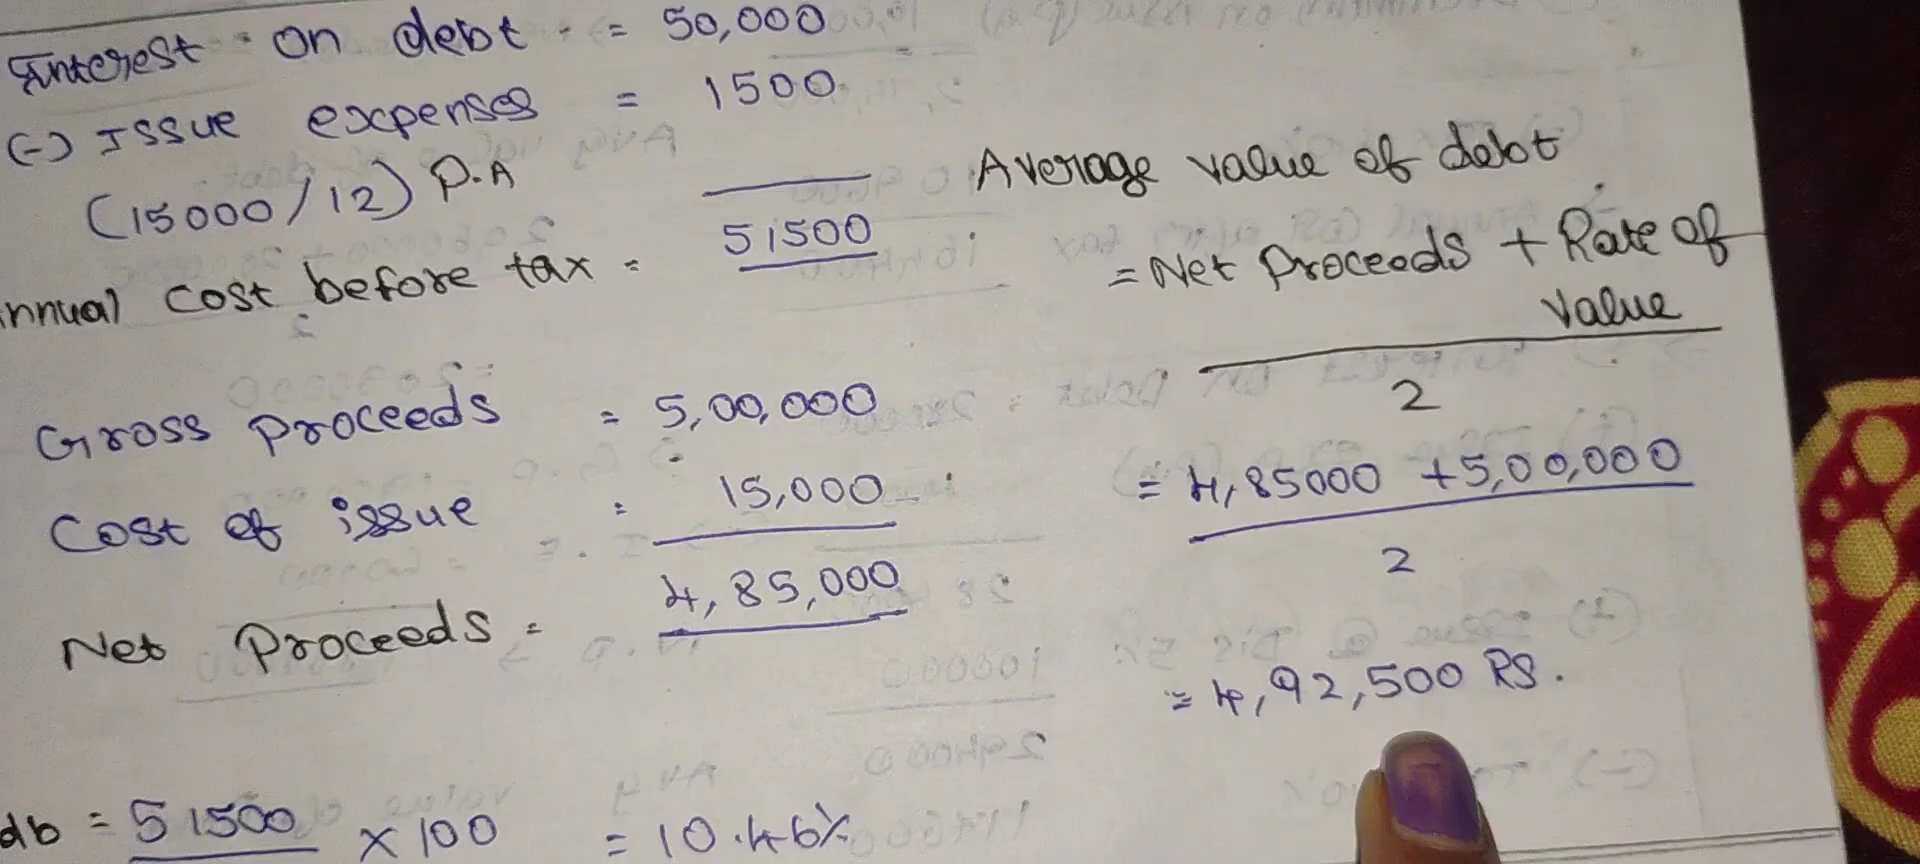 Interest on debt = 50,000
(-) Issue expenses = 1500
(15000/12) P.A
51500
nnual cost before tax =
Average value of debt
= Net Proceeds + Rate of
Value
2
Gross proceeds = 5,00,000
Cost of issue = 15,000
Net Proceeds = 4,85,000
= 4,85000 + 5,00,000
2
= 4,92,500 RS.
db = 51500 x 100 = 10.46%